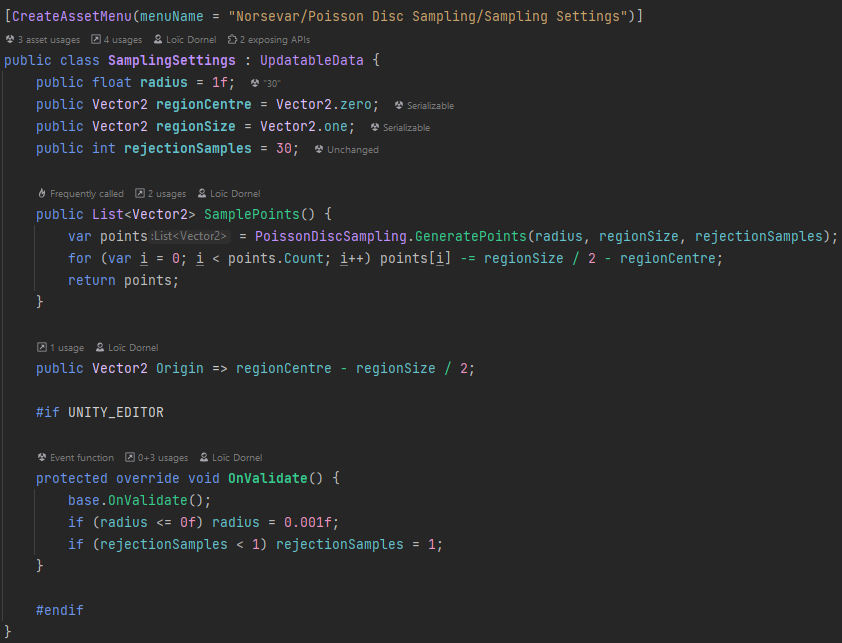 [CreateAssetMenu(menuName = "Norsevar/Poisson Disc Sampling/Sampling Settings")]
3 asset usages 4 usages Loïc Dornel 2 exposing APIs
public class SamplingSettings : UpdatableData {
public float radius = 1f; "30"
public Vector2 regionCentre = Vector2.zero; Serializable
public Vector2 regionSize = Vector2.one; Serializable
public int rejectionSamples = 30; Unchanged
Frequently called 2 usages Loïc Dornel
public List<Vector2> SamplePoints() {
var points :List<Vector2> = PoissonDiscSampling.GeneratePoints(radius, regionSize, rejectionSamples);
for (var i = 0; i < points.Count; i++) points[i] -= regionSize / 2 - regionCentre;
return points;
}
1 usage Loïc Dornel
public Vector2 Origin => regionCentre - regionSize / 2;
#if UNITY_EDITOR
Event function 0+3 usages Loïc Dornel
protected override void OnValidate() {
base.OnValidate();
if (radius <= 0f) radius = 0.001f;
if (rejectionSamples < 1) rejectionSamples = 1;
}
#endif
}